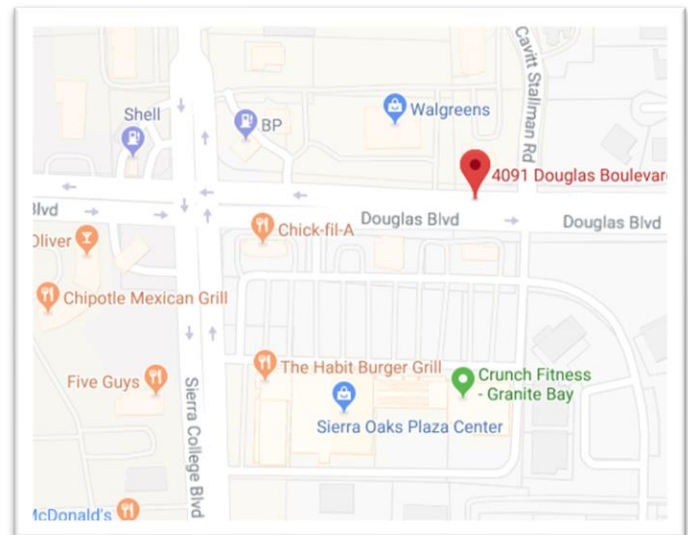 Cavitt Stallman Rd
Walgreens
Shell
BP
4091 Douglas Boulevar
Blvd
Douglas Blvd
Douglas Blvd
Oliver
Chick-fil-A
Chipotle Mexican Grill
The Habit Burger Grill
Crunch Fitness
- Granite Bay
Five Guys
Sierra College Blvd
Sierra Oaks Plaza Center
McDonald's